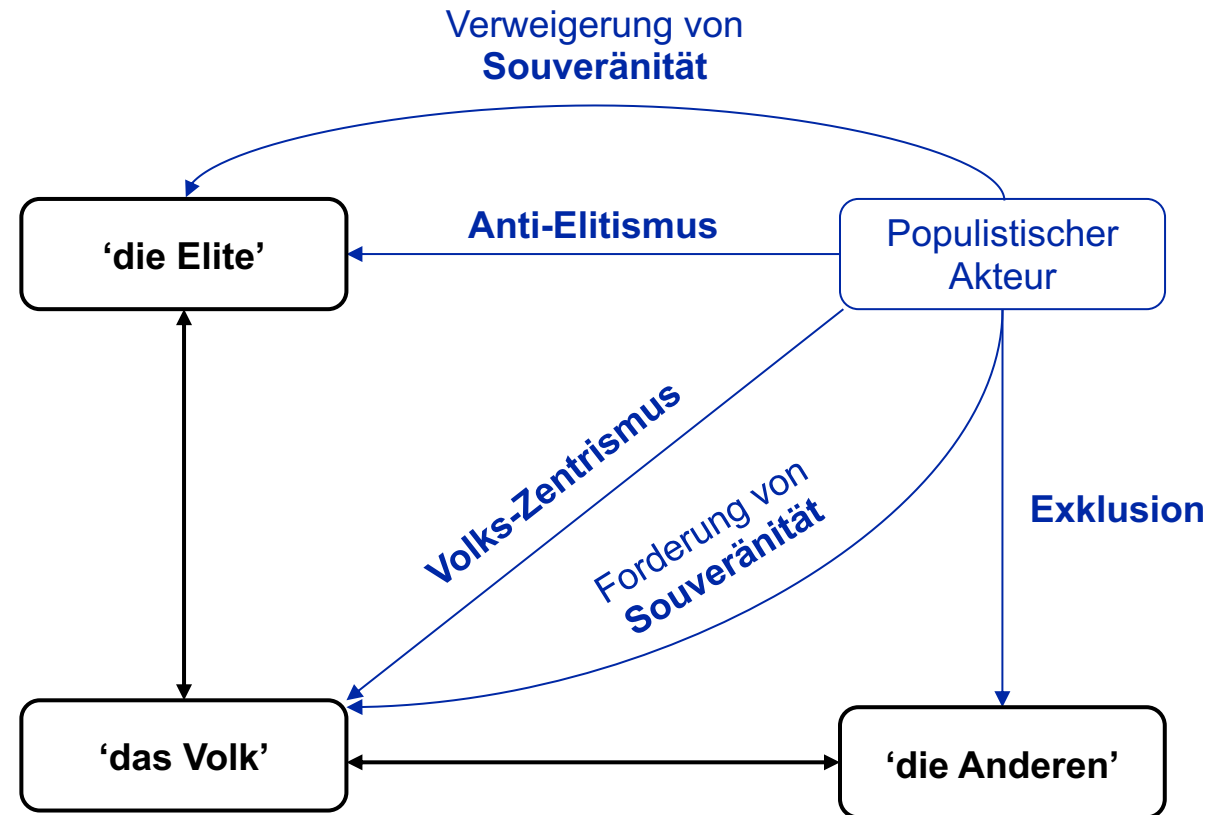 Verweigerung von
Souveränität
‘die Elite’
Anti-Elitismus
Populistischer
Akteur
Volks-Zentrismus
Forderung von
Souveränität
Exklusion
‘das Volk’
‘die Anderen’